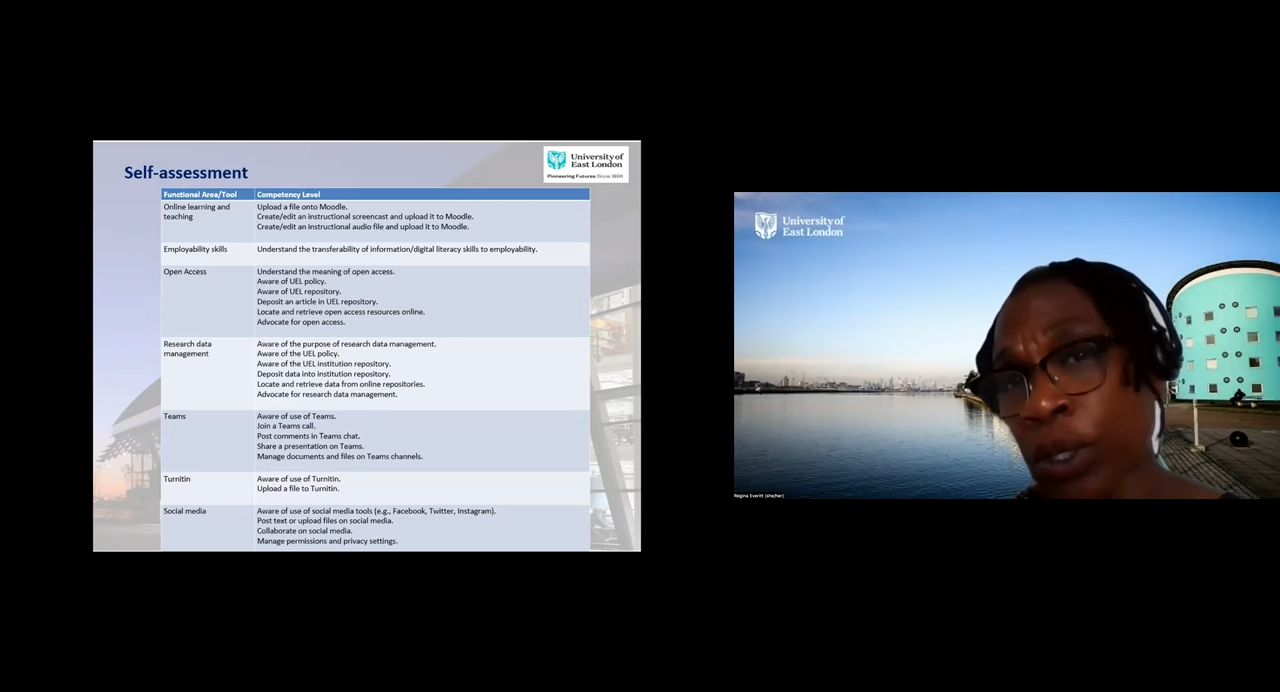 Self-assessment
University of
East London
Pioneering Futures Since 1898
Functional Area/Tool
Competency Level
Online learning and
teaching
Upload a file onto Moodle.
Create/edit an instructional screencast and upload it to Moodle.
Create/edit an instructional audio file and upload it to Moodle.
Employability skills
Understand the transferability of information/digital literacy skills to employability.
Open Access
Understand the meaning of open access.
Aware of UEL policy.
Aware of UEL repository.
Deposit an article in UEL repository.
Locate and retrieve open access resources online.
Advocate for open access.
Research data
management
Aware of the purpose of research data management.
Aware of the UEL policy.
Aware of the UEL institution repository.
Deposit data into institution repository.
Locate and retrieve data from online repositories.
Advocate for research data management.
Teams
Aware of use of Teams.
Join a Teams call.
Post comments in Teams chat.
Share a presentation on Teams.
Manage documents and files on Teams channels.
Turnitin
Aware of use of Turnitin.
Upload a file to Turnitin.
Social media
Aware of use of social media tools (e.g., Facebook, Twitter, Instagram).
Post text or upload files on social media.
Collaborate on social media.
Manage permissions and privacy settings.
University of
East London
Regina Everitt (she/her)